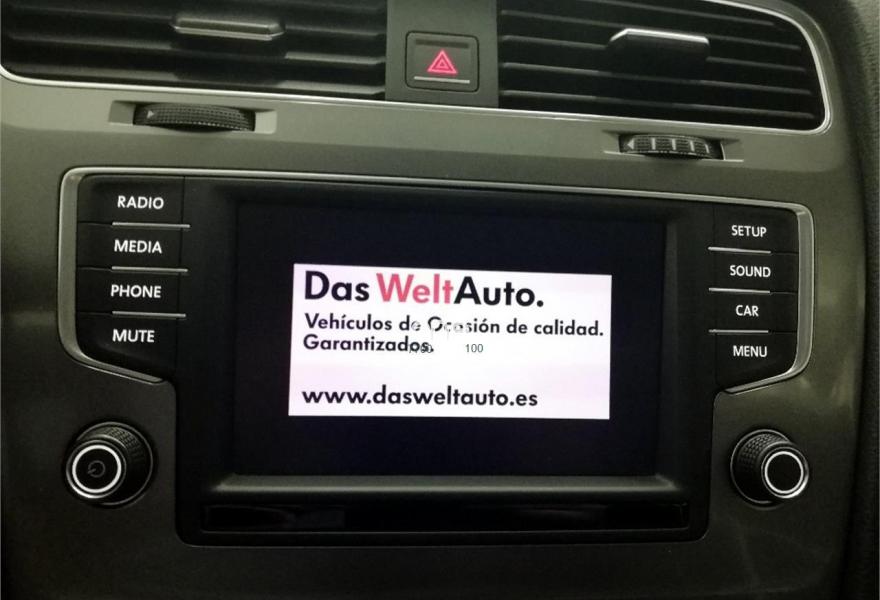 RADIO
MEDIA
PHONE
MUTE
Das WeltAuto.
Vehículos de Ocasión de calidad.
Garantizados.
100
www.dasweltauto.es
SETUP
SOUND
CAR
MENU